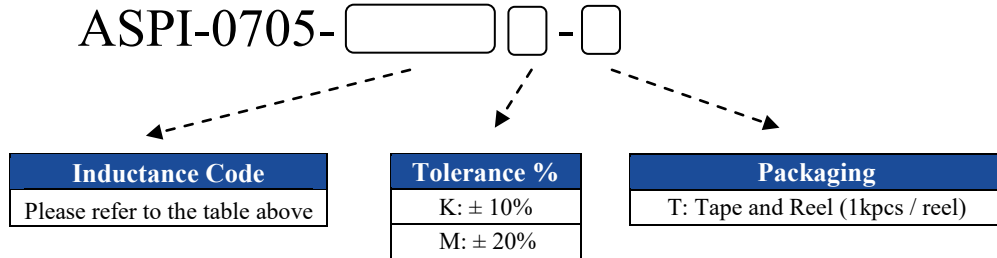 ASPI-0705- -
Inductance Code
Please refer to the table above
Tolerance %
K: ± 10%
M: ± 20%
Packaging
T: Tape and Reel (1kpcs / reel)